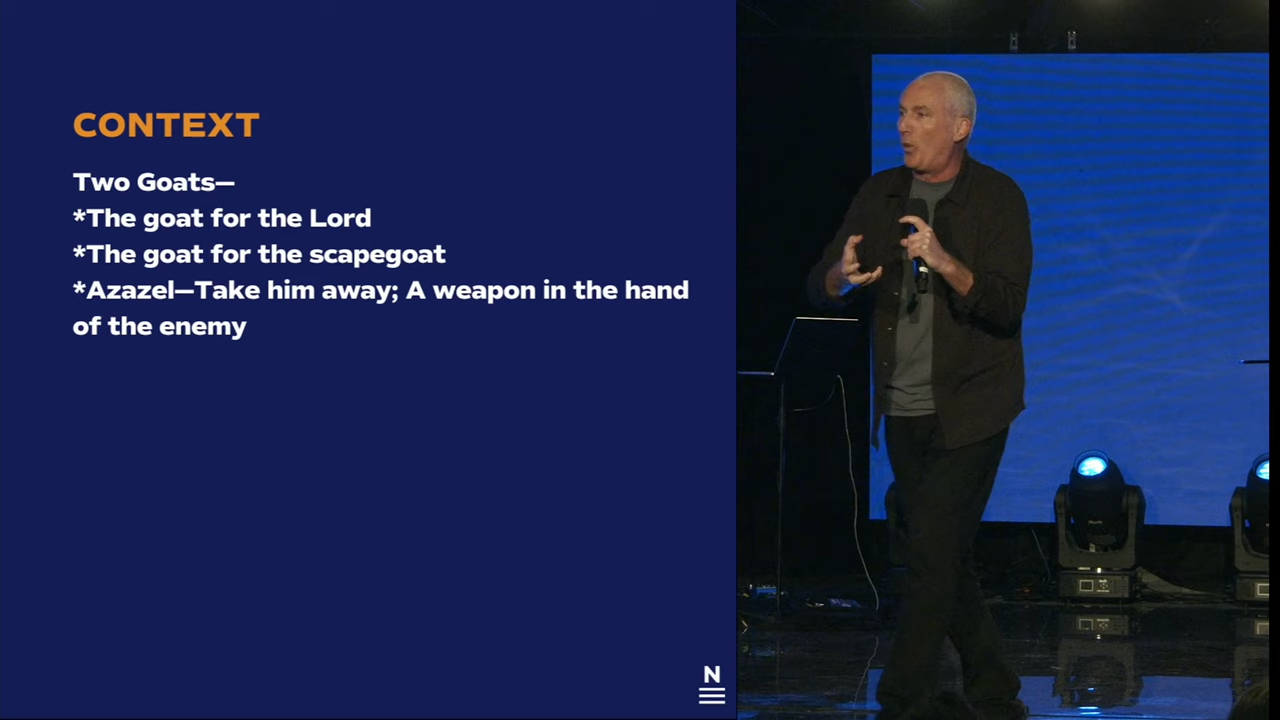 CONTEXT
Two Goats—
*The goat for the Lord
*The goat for the scapegoat
*Azazel—Take him away; A weapon in the hand
of the enemy
N